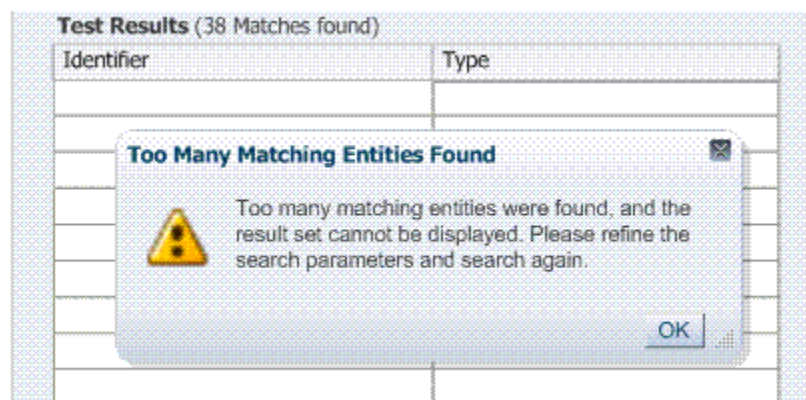 Test Results (38 Matches found)
Identifier Type
Too Many Matching Entities Found
Too many matching entities were found, and the
result set cannot be displayed. Please refine the
search parameters and search again.
OK